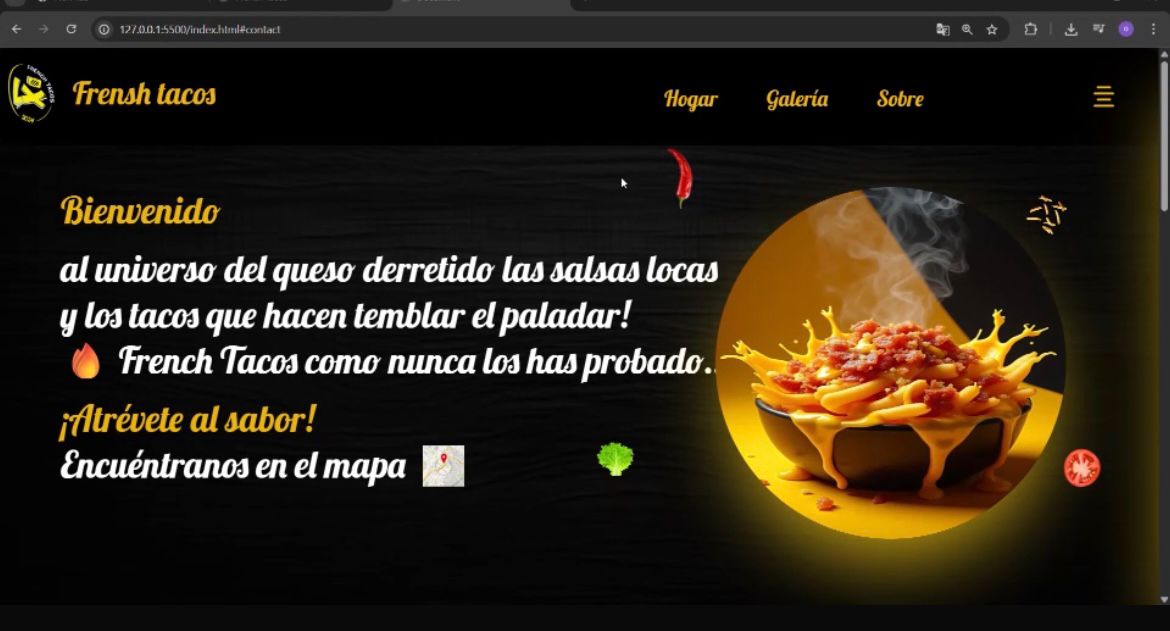 127.0.0.1:5500/index.html#contact
FRENCH TACOS
Frensh tacos
Hogar
Galería
Sobre
Bienvenido
al universo del queso derretido las salsas locas
y los tacos que hacen temblar el paladar!
🔥 French Tacos como nunca los has probado..
¡Atrévete al sabor!
Encuéntranos en el mapa